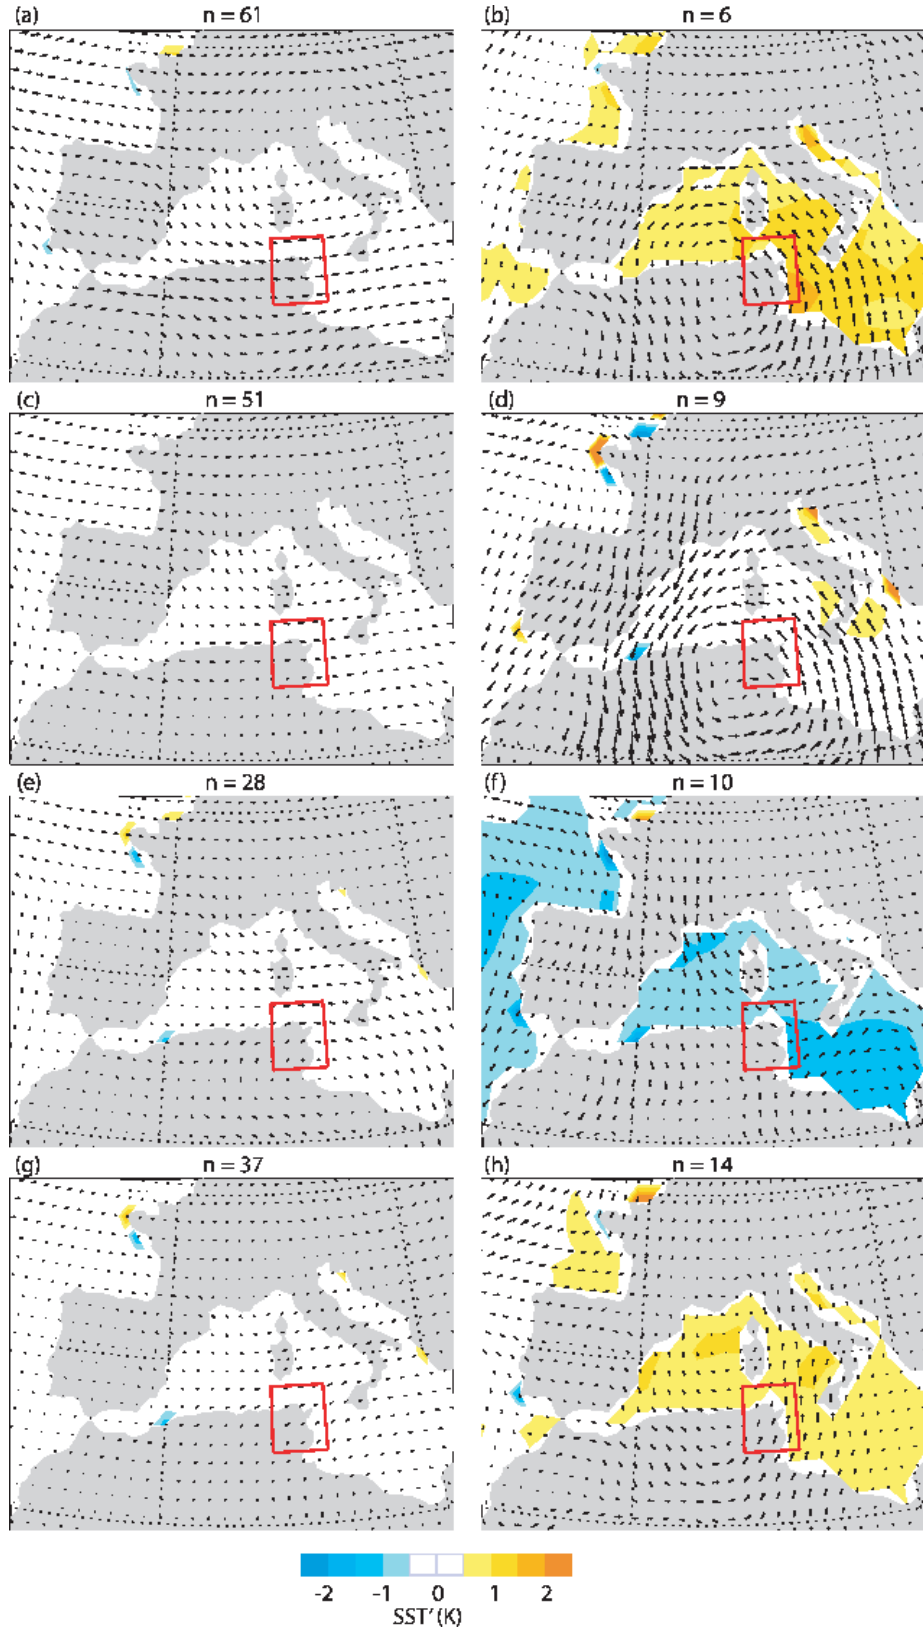 (a) n = 61
(b) n = 6
(c) n = 51
(d) n = 9
(e) n = 28
(f) n = 10
(g) n = 37
(h) n = 14
-2 -1 0 1 2
SST' (K)